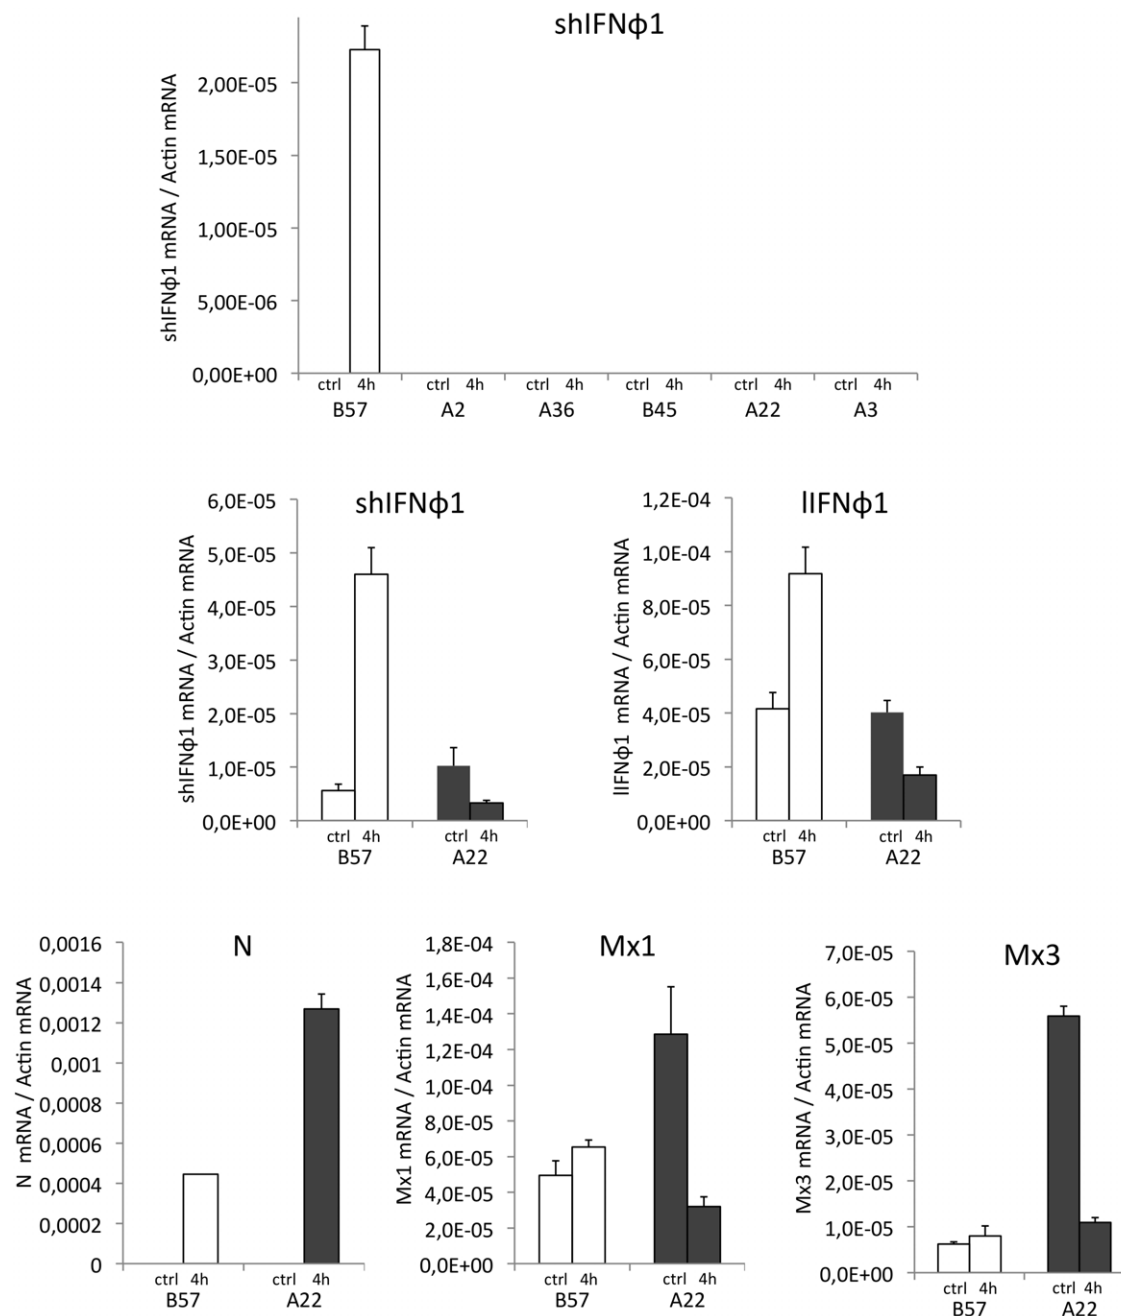 shIFNϕ1
shIFNϕ1 mRNA / Actin mRNA
2,00E-05
1,50E-05
1,00E-05
5,00E-06
0,00E+00
ctrl 4h ctrl 4h ctrl 4h ctrl 4h ctrl 4h ctrl 4h
B57 A2 A36 B45 A22 A3
shIFNϕ1
shIFNϕ1 mRNA / Actin mRNA
6,0E-05
5,0E-05
4,0E-05
3,0E-05
2,0E-05
1,0E-05
0,0E+00
ctrl 4h ctrl 4h
B57 A22
lIFNϕ1
lIFNϕ1 mRNA / Actin mRNA
1,2E-04
1,0E-04
8,0E-05
6,0E-05
4,0E-05
2,0E-05
0,0E+00
ctrl 4h ctrl 4h
B57 A22
N
N mRNA / Actin mRNA
0,0016
0,0014
0,0012
0,001
0,0008
0,0006
0,0004
0,0002
0
ctrl 4h ctrl 4h
B57 A22
Mx1
Mx1 mRNA / Actin mRNA
1,8E-04
1,6E-04
1,4E-04
1,2E-04
1,0E-04
8,0E-05
6,0E-05
4,0E-05
2,0E-05
0,0E+00
ctrl 4h ctrl 4h
B57 A22
Mx3
Mx3 mRNA / Actin mRNA
7,0E-05
6,0E-05
5,0E-05
4,0E-05
3,0E-05
2,0E-05
1,0E-05
0,0E+00
ctrl 4h ctrl 4h
B57 A22